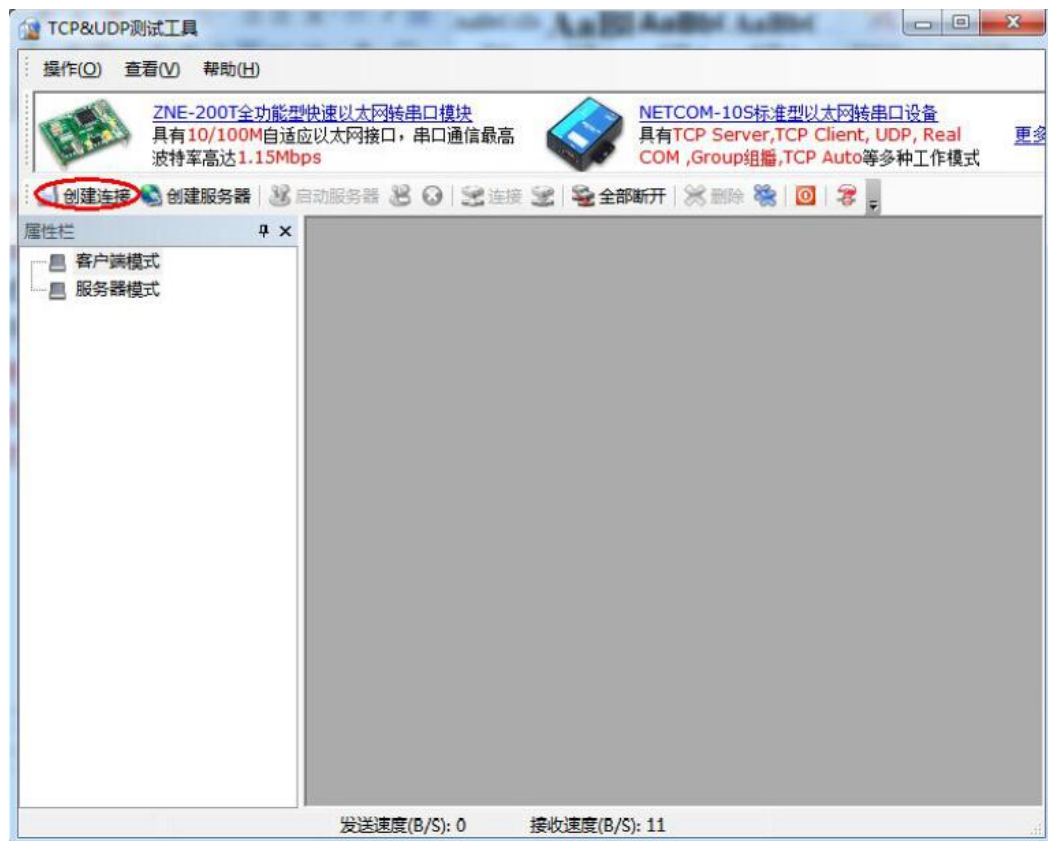 TCP&UDP测试工具
操作(O) 查看(V) 帮助(H)
ZNE-200T全功能型快速以太网转串口模块
具有10/100M自适应以太网接口，串口通信最高
波特率高达1.15Mbps
NETCOM-10S标准型以太网转串口设备
具有TCP Server,TCP Client, UDP, Real
COM ,Group组播,TCP Auto等多种工作模式
更多
创建连接 创建服务器 启动服务器 连接 全部断开 删除
属性栏
客户端模式
服务器模式
发送速度(B/S): 0 接收速度(B/S): 11